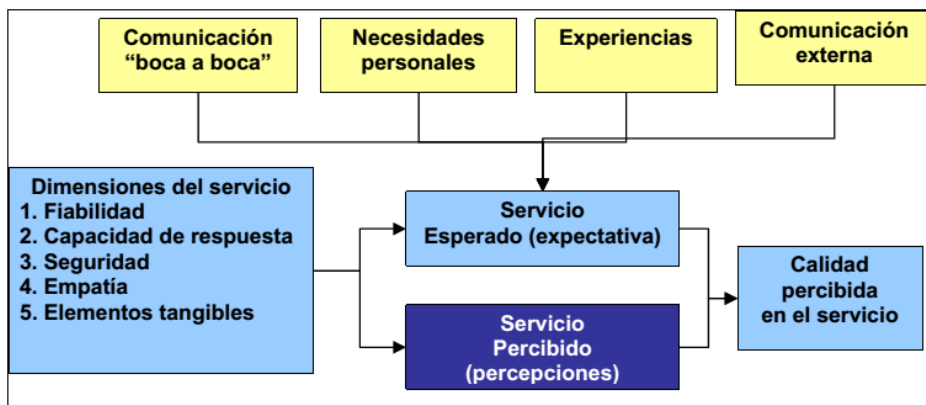 Comunicación
“boca a boca”
Necesidades
personales
Experiencias
Comunicación
externa
Dimensiones del servicio
1. Fiabilidad
2. Capacidad de respuesta
3. Seguridad
4. Empatía
5. Elementos tangibles
Servicio
Esperado (expectativa)
Servicio
Percibido
(percepciones)
Calidad
percibida
en el servicio